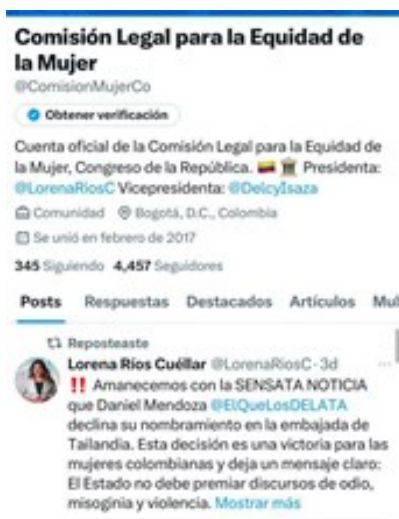 Comisión Legal para la Equidad de
la Mujer
@ComisionMujerCo
Obtener verificación
Cuenta oficial de la Comisión Legal para la Equidad de
la Mujer, Congreso de la República. 🇨🇴 🏛️ Presidenta:
@LorenaRiosC Vicepresidenta: @DelcyIsaza
Comunidad Bogotá, D.C., Colombia
Se unió en febrero de 2017
345 Siguiendo 4,457 Seguidores
Posts Respuestas Destacados Artículos Mul
Reposteaste
Lorena Ríos Cuéllar @LorenaRiosC · 3d ...
‼️ Amanecemos con la SENSATA NOTICIA
que Daniel Mendoza @ElQueLosDELATA
declina su nombramiento en la embajada de
Tailandia. Esta decisión es una victoria para las
mujeres colombianas y deja un mensaje claro:
El Estado no debe premiar discursos de odio,
misoginia y violencia. Mostrar más